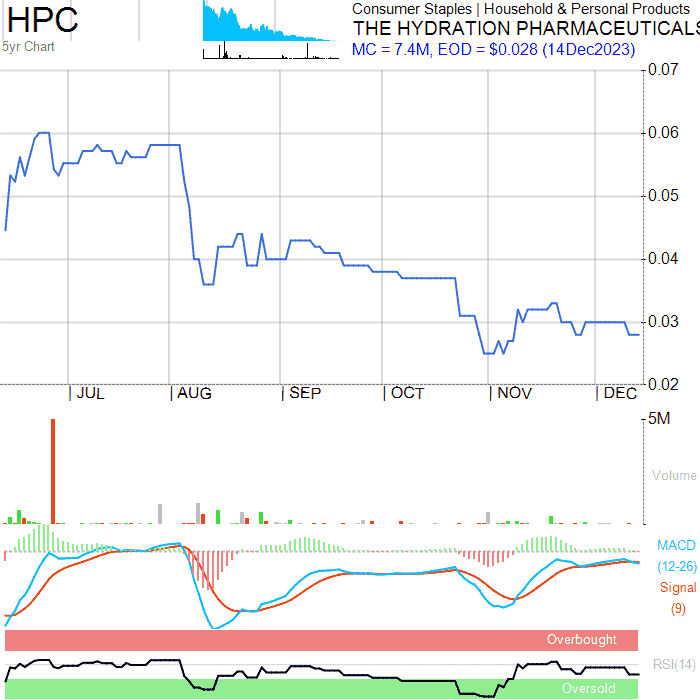 HPC
5yr Chart
Consumer Staples | Household & Personal Products
THE HYDRATION PHARMACEUTICALS
MC = 7.4M, EOD = $0.028 (14Dec2023)
0.07
0.06
0.05
0.04
0.03
0.02
JUL
AUG
SEP
OCT
NOV
DEC
5M
Volume
MACD
(12-26)
Signal
(9)
Overbought
RSI(14)
Oversold